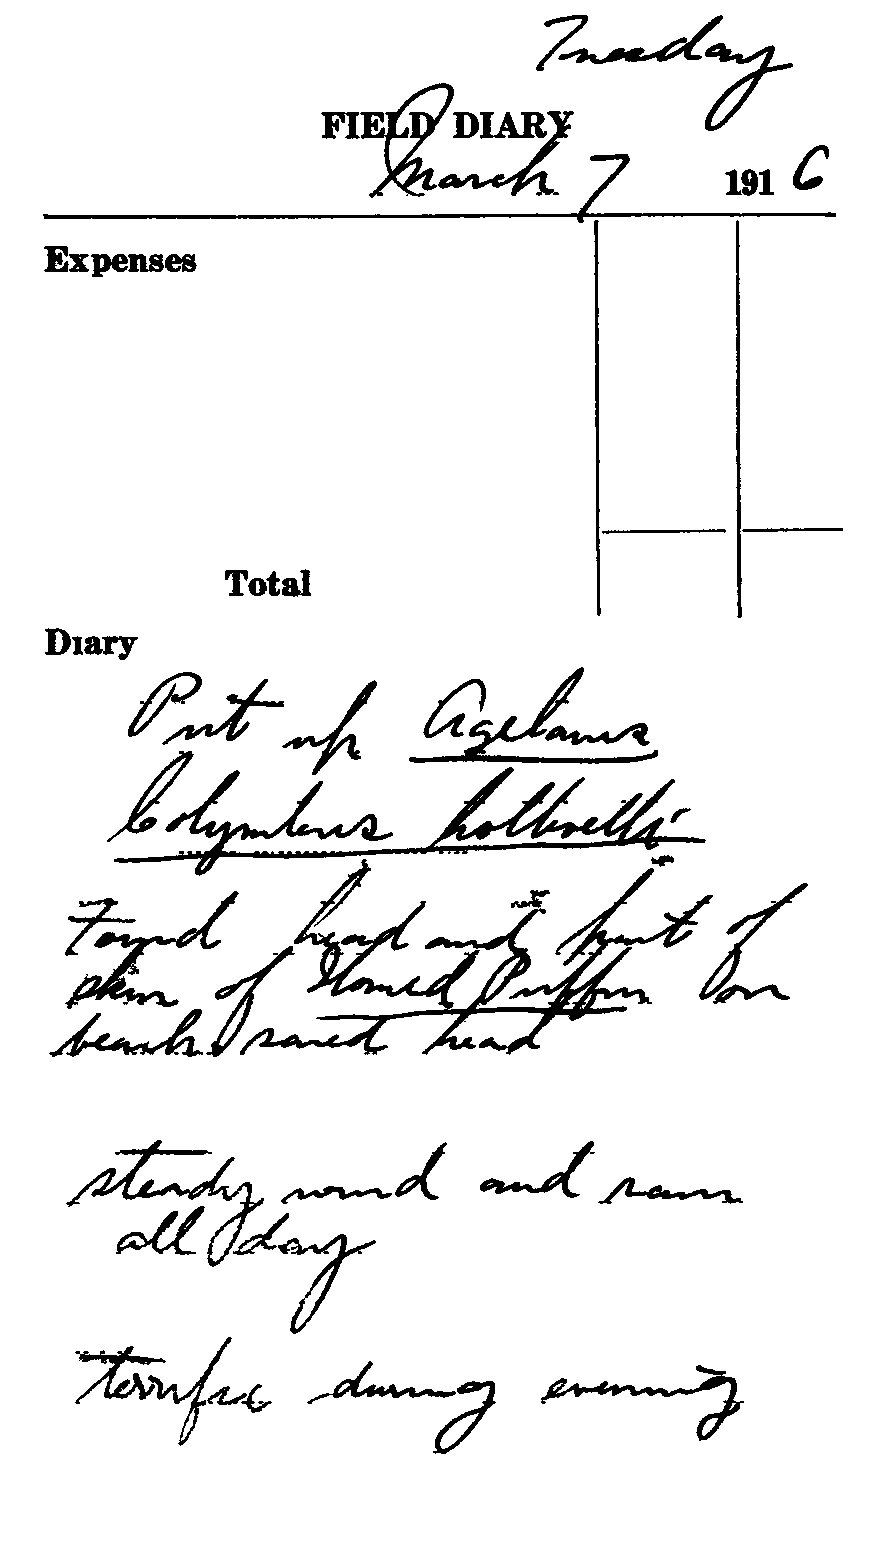 Tuesday
FIELD DIARY
March 7 1916
Expenses
Total
Diary
Put up Agelaius
Colymbus holboelli
Found head and part of
skin of Horned Puffin on
beach, saved head
steady wind and rain
all day
terrific during evening